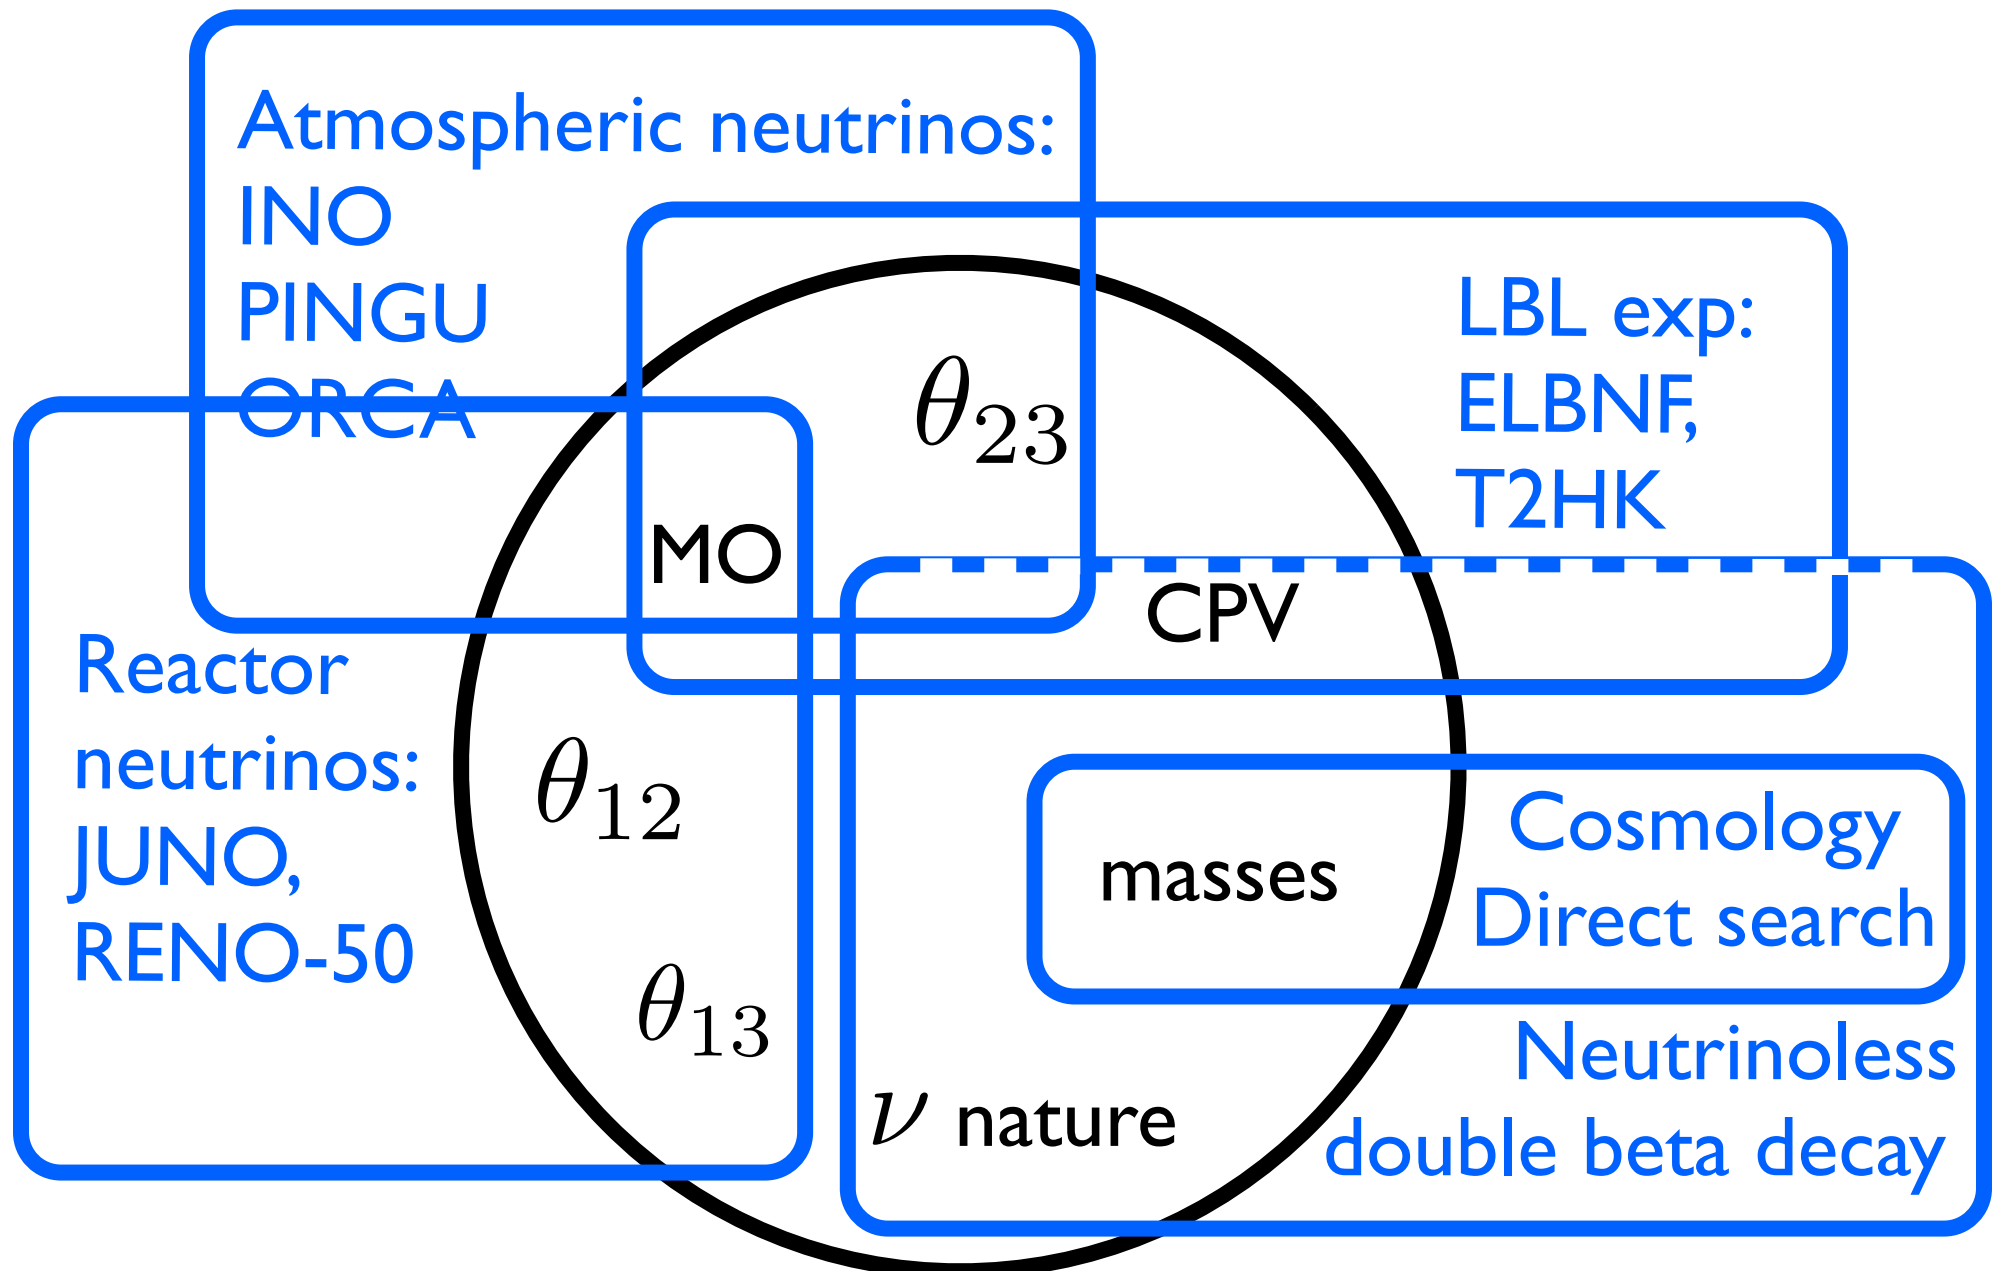 Atmospheric neutrinos:
INO
PINGU
ORCA
LBL exp:
ELBNF,
T2HK
θ23
MO
CPV
Reactor
neutrinos:
JUNO,
RENO-50
θ12
θ13
masses
Cosmology
Direct search
ν nature
Neutrinoless
double beta decay